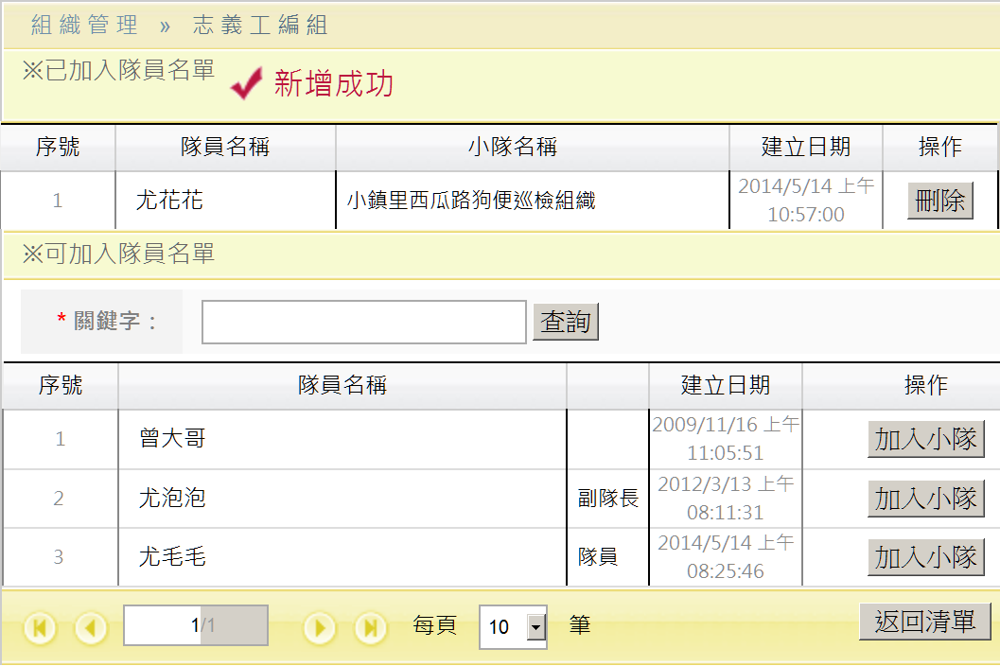 組織管理 » 志義工編組
※已加入隊員名單 新增成功
序號 隊員名稱 小隊名稱 建立日期 操作
1 尤花花 小鎮里西瓜路狗便巡檢組織 2014/5/14 上午 刪除
10:57:00
※可加入隊員名單
* 關鍵字： 查詢
序號 隊員名稱 建立日期 操作
1 曾大哥 2009/11/16 上午 加入小隊
11:05:51
2 尤泡泡 副隊長 2012/3/13 上午 加入小隊
08:11:31
3 尤毛毛 隊員 2014/5/14 上午 加入小隊
08:25:46
1/1 每頁 10 筆 返回清單